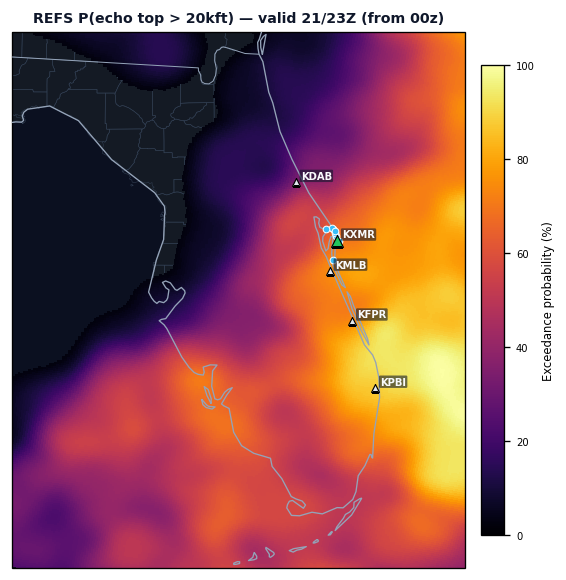 REFS P(echo top > 20kft) — valid 21/23Z (from 00z)
KDAB
KXMR
KMLB
KFPR
KPBI
100
80
60
40
20
0
Exceedance probability (%)